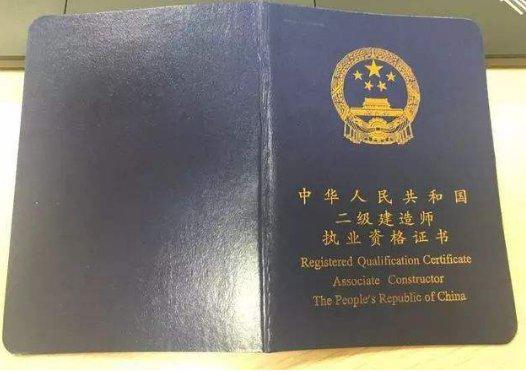 中华人民共和国
二级建造师
执业资格证书
Registered Qualification Certificate
Associate Constructor
The People's Republic of China